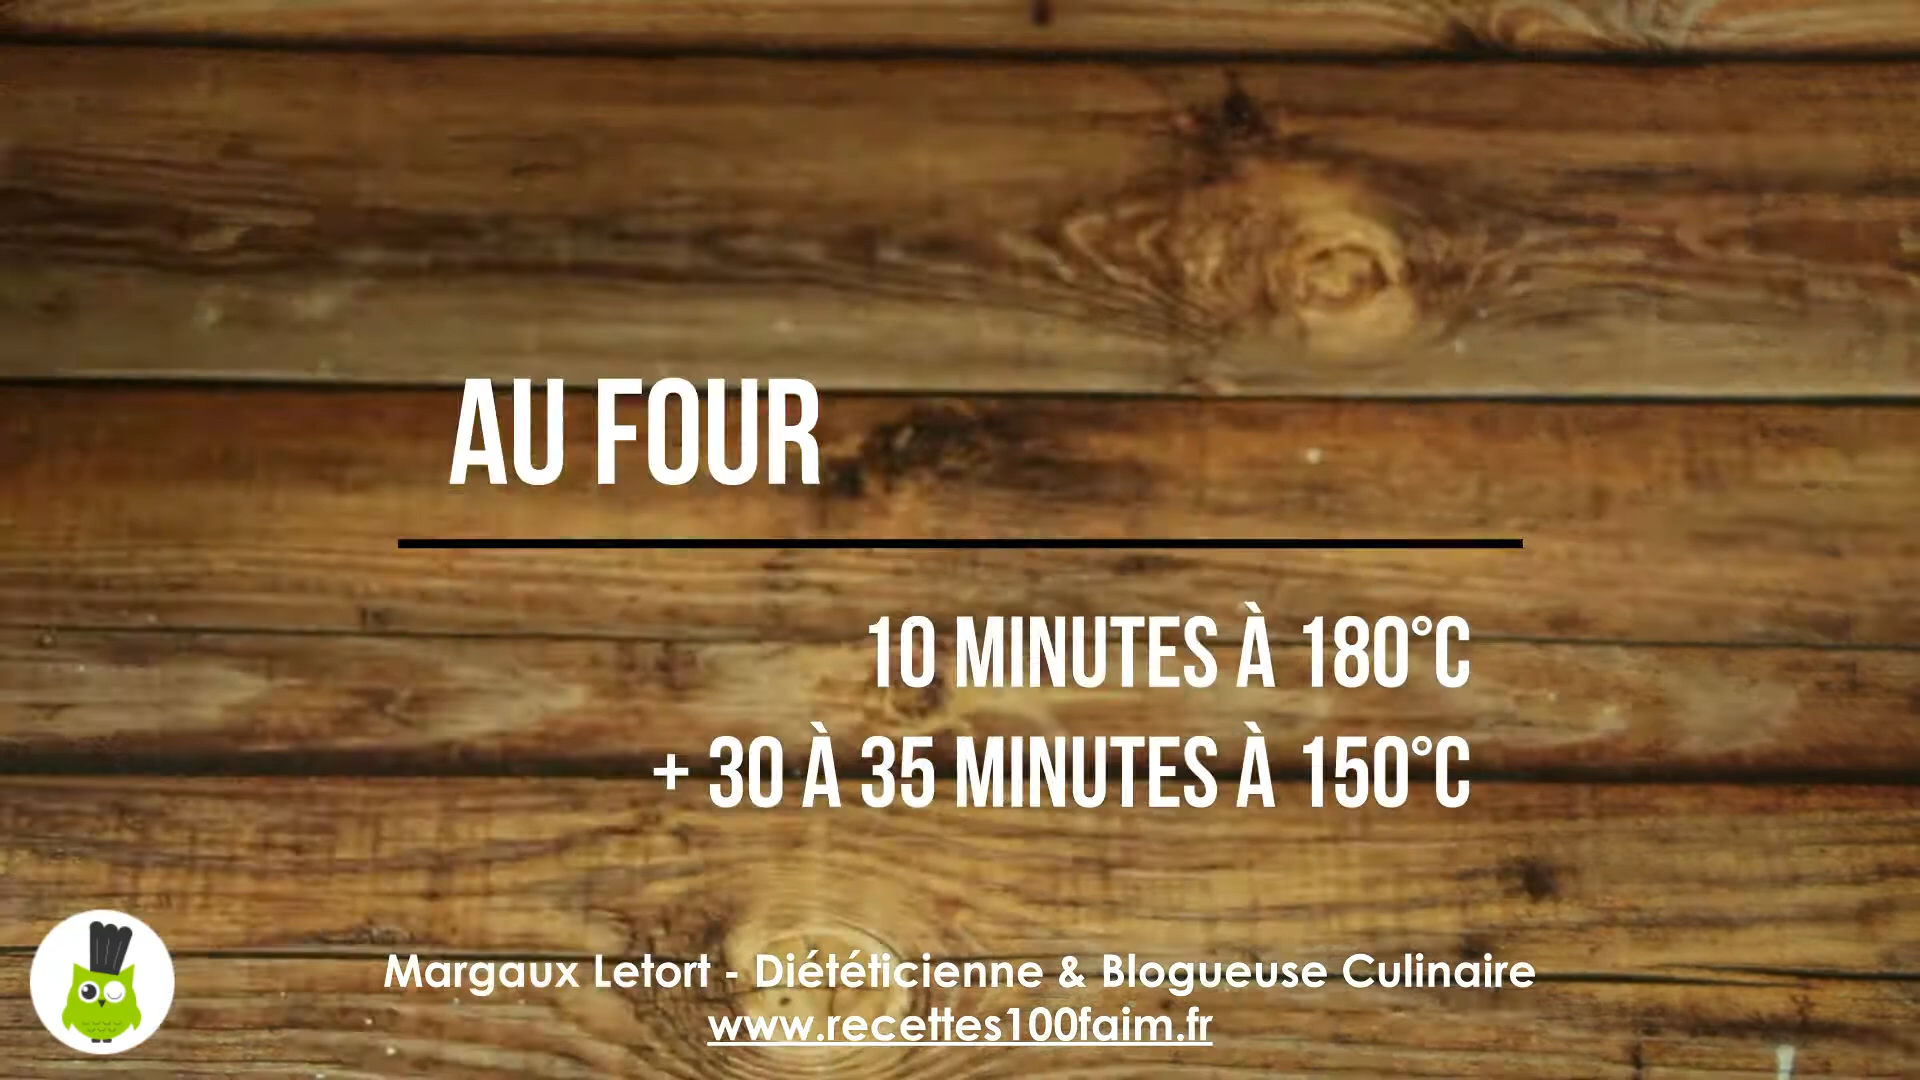 AU FOUR
10 MINUTES À 180°C
+ 30 À 35 MINUTES À 150°C
Margaux Letort - Diététicienne & Blogueuse Culinaire
www.recettes100faim.fr